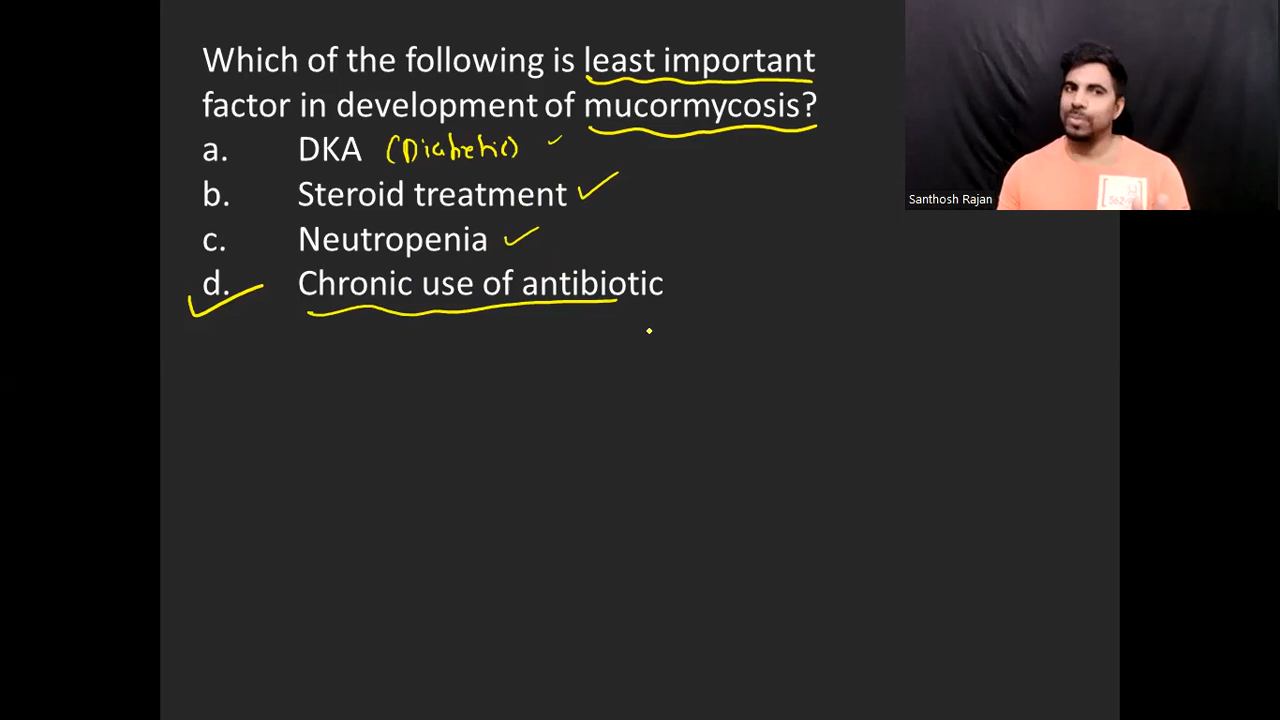 Which of the following is least important
factor in development of mucormycosis?
a. DKA (Diabetic)
b. Steroid treatment
c. Neutropenia
d. Chronic use of antibiotic
Santhosh Rajan